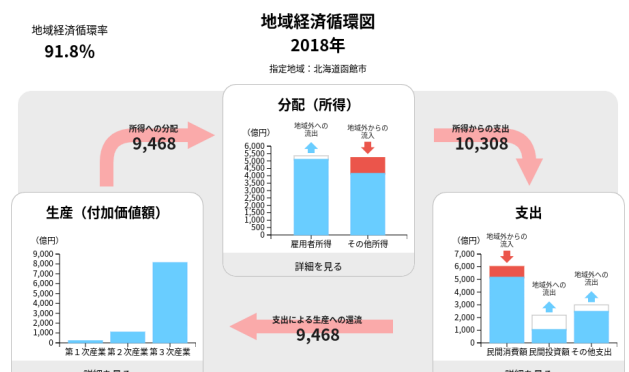 地域経済循環図
2018年
指定地域：北海道函館市
地域経済循環率
91.8%
所得への分配
9,468
分配（所得）
（億円）
6,000
5,500
5,000
4,500
4,000
3,500
3,000
2,500
2,000
1,500
1,000
500
0
地域外への
流出
地域外からの
流入
雇用者所得
その他所得
詳細を見る
所得からの支出
10,308
生産（付加価値額）
（億円）
9,000
8,000
7,000
6,000
5,000
4,000
3,000
2,000
1,000
0
第１次産業
第２次産業
第３次産業
詳細を見る
支出による生産への還流
9,468
支出
（億円）
7,000
6,000
5,000
4,000
3,000
2,000
1,000
0
地域外からの
流入
地域外への
流出
地域外への
流出
民間消費額
民間投資額
その他支出
詳細を見る